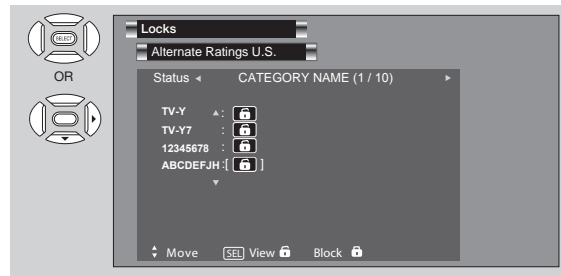 SELECT
OR
Locks
Alternate Ratings U.S.
Status ◂ CATEGORY NAME (1 / 10) ▸
TV-Y ▴:
TV-Y7 :
12345678 :
ABCDEFJH :[ ]
▾
Move SEL View Block